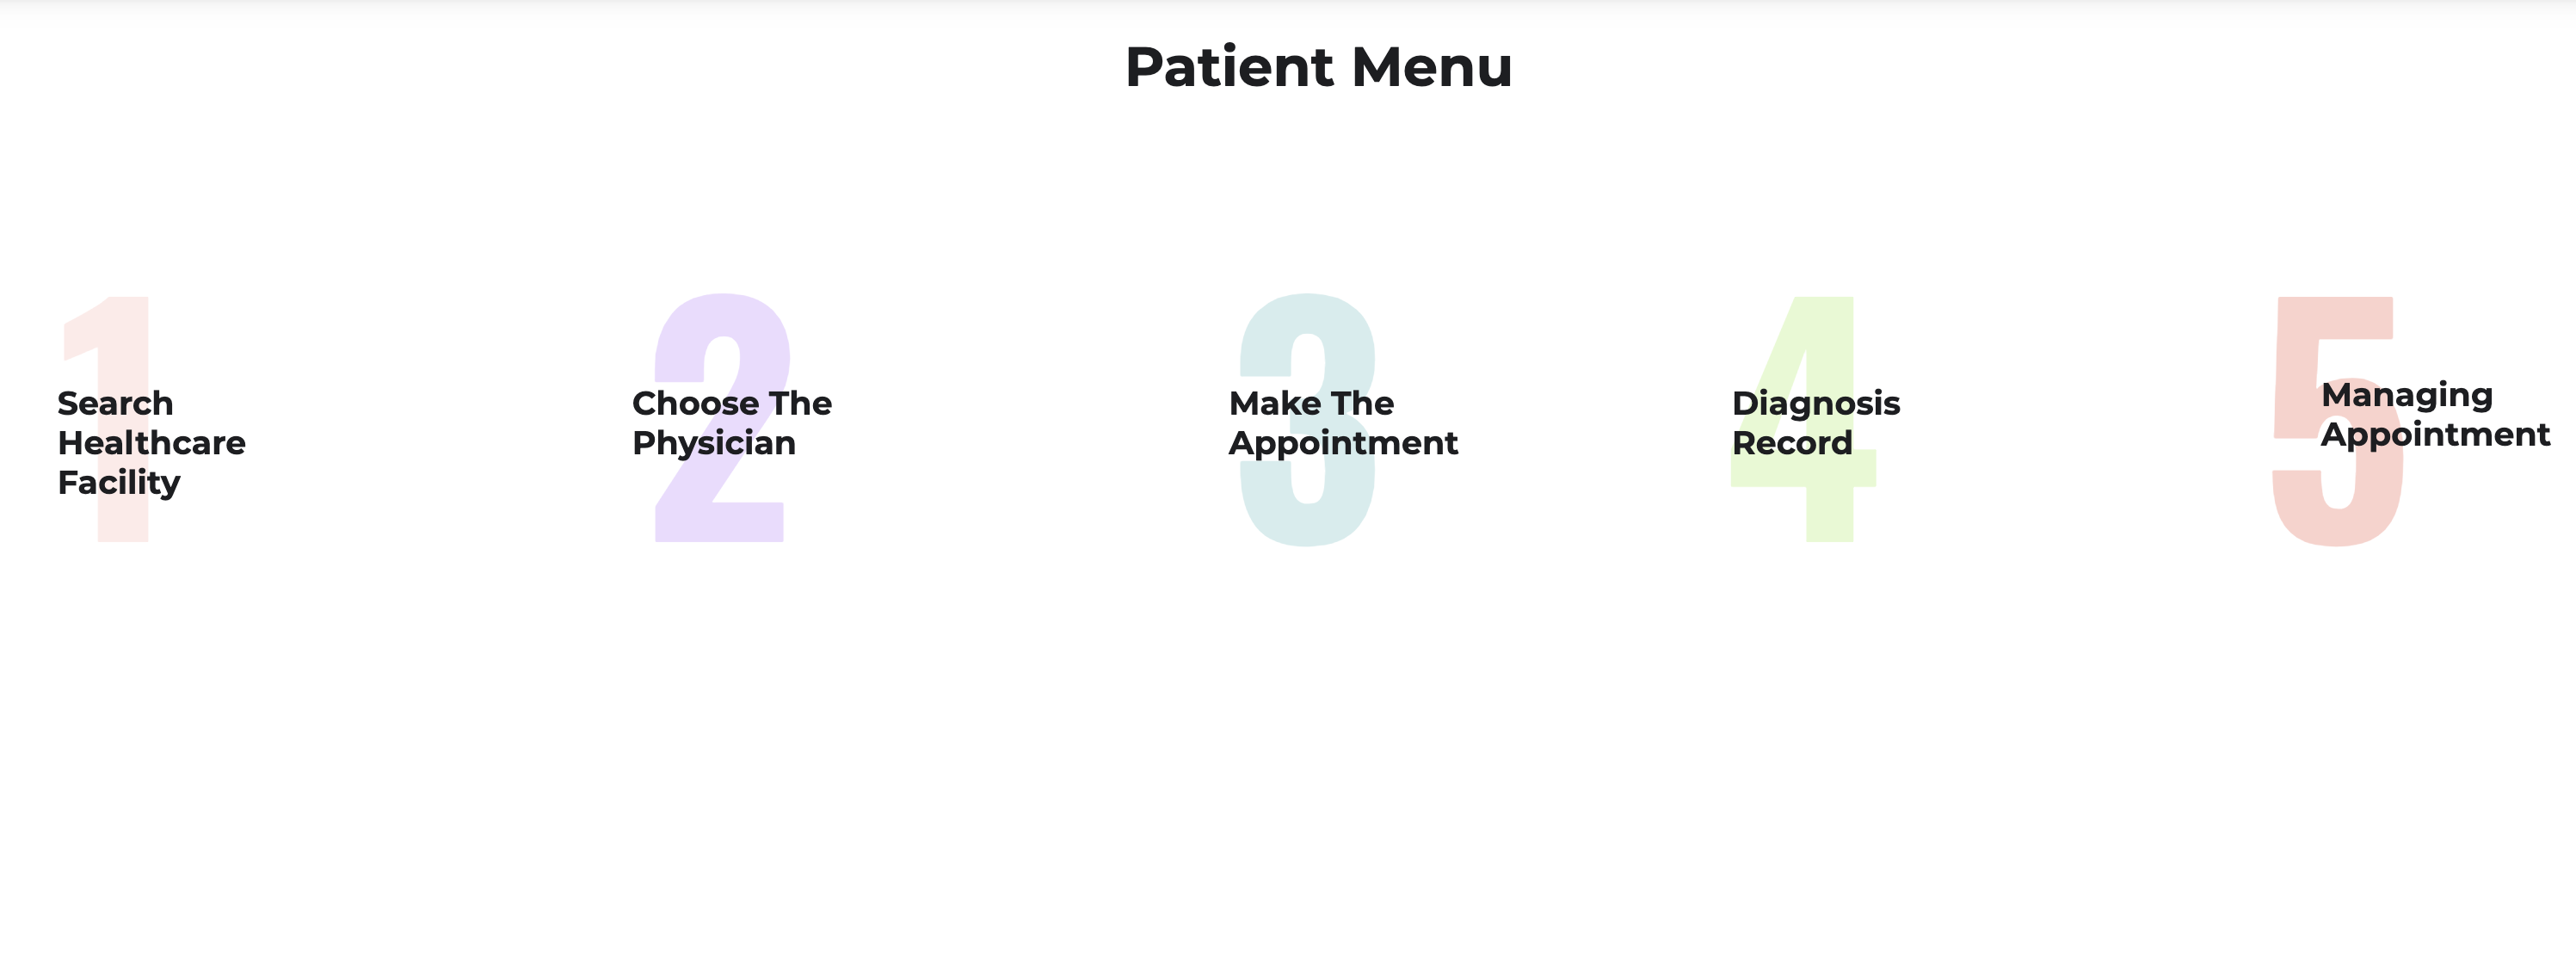 Patient Menu
1
Search
Healthcare
Facility
2
Choose The
Physician
3
Make The
Appointment
4
Diagnosis
Record
5
Managing
Appointment